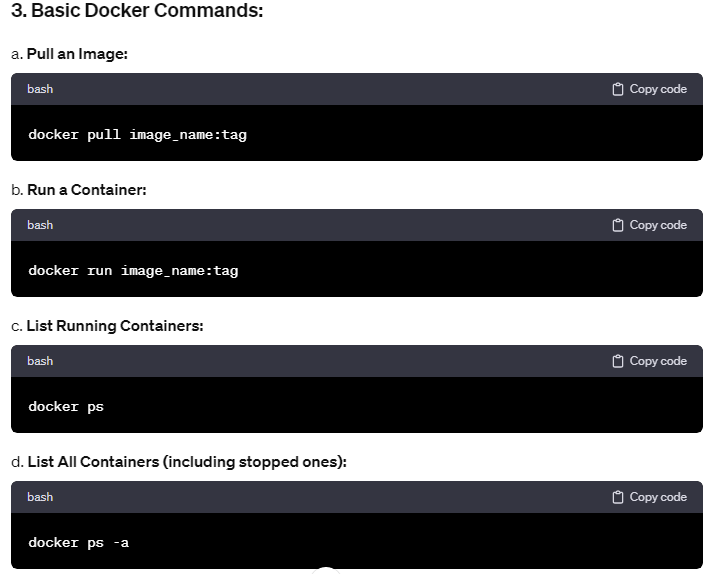 3. Basic Docker Commands:
a. Pull an Image:
bash Copy code
docker pull image_name:tag
b. Run a Container:
bash Copy code
docker run image_name:tag
c. List Running Containers:
bash Copy code
docker ps
d. List All Containers (including stopped ones):
bash Copy code
docker ps -a